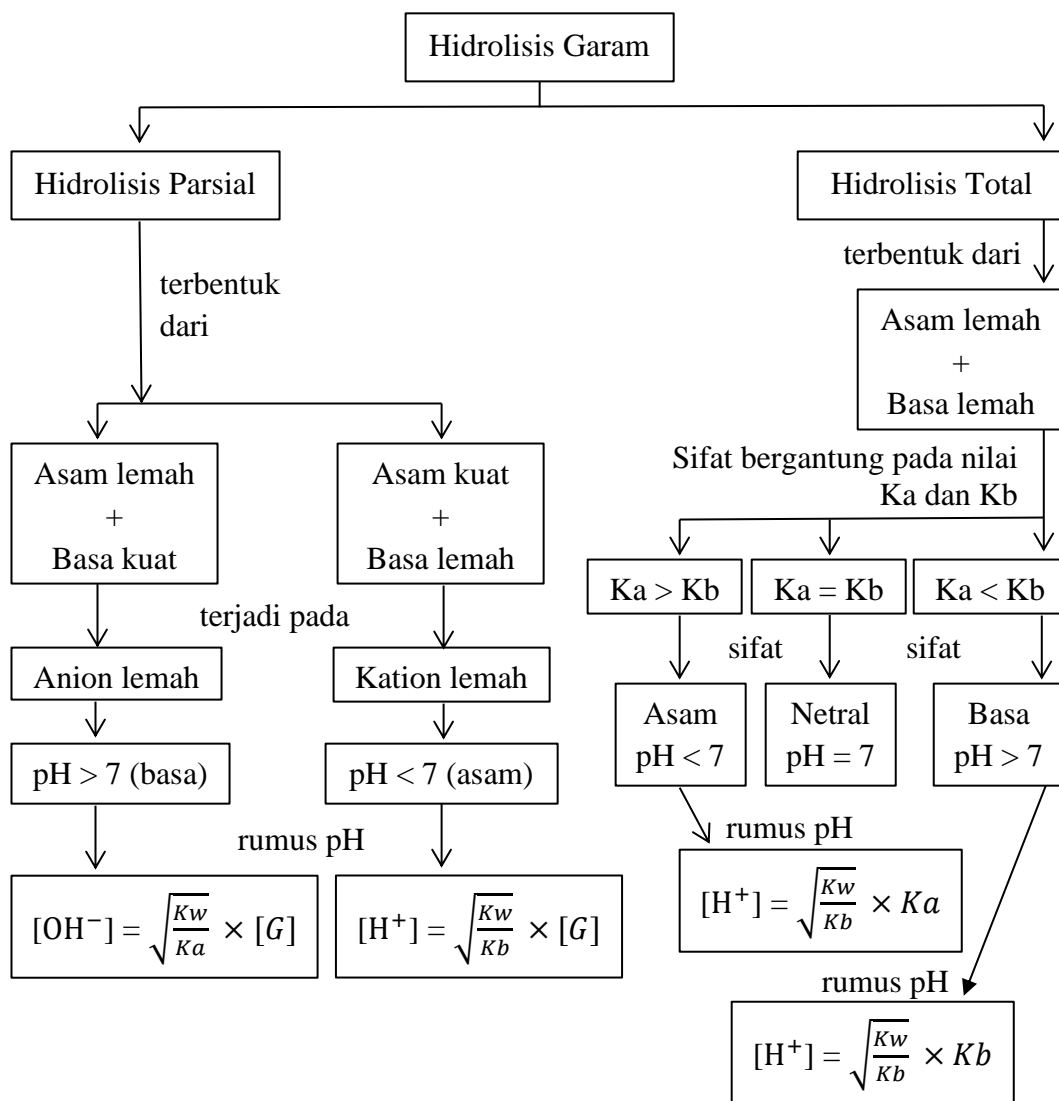 Hidrolisis Garam
Hidrolisis Parsial
Hidrolisis Total
terbentuk
dari
terbentuk dari
Asam lemah
+
Basa lemah
Sifat bergantung pada nilai
Ka dan Kb
Asam lemah
+
Basa kuat
Asam kuat
+
Basa lemah
terjadi pada
Anion lemah
Kation lemah
pH > 7 (basa)
pH < 7 (asam)
rumus pH
[OH⁻] = √(Kw/Ka) × [G]
[H⁺] = √(Kw/Kb) × [G]
Ka > Kb
Ka = Kb
Ka < Kb
sifat
sifat
Asam
pH < 7
Netral
pH = 7
Basa
pH > 7
rumus pH
[H⁺] = √(Kw/Kb) × Ka
rumus pH
[H⁺] = √(Kw/Kb) × Kb